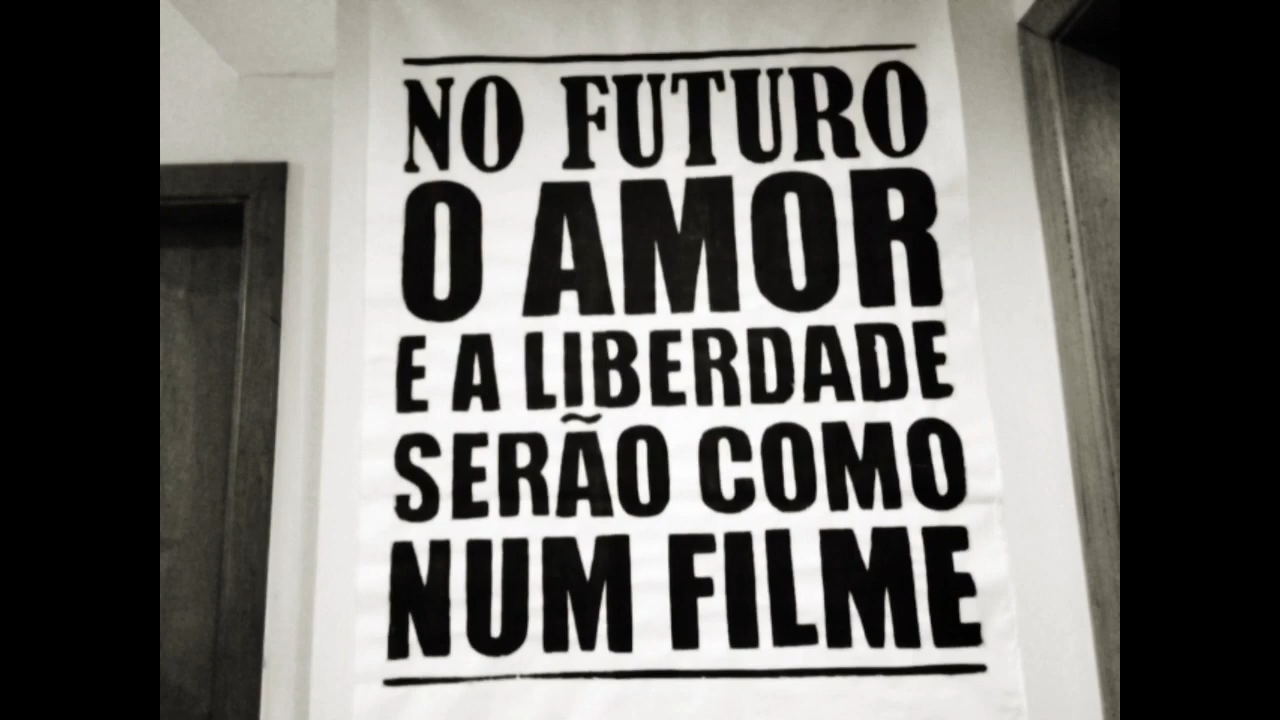 NO FUTURO
O AMOR
E A LIBERDADE
SERÃO COMO
NUM FILME